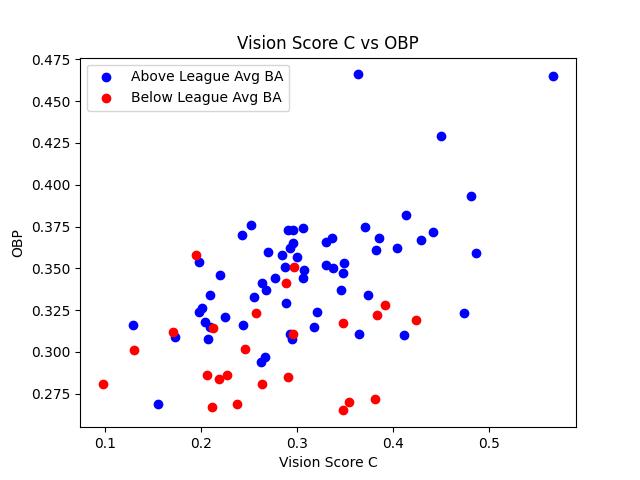 Vision Score C vs OBP
Above League Avg BA
Below League Avg BA
0.475
0.450
0.425
0.400
0.375
0.350
0.325
0.300
0.275
OBP
0.1
0.2
0.3
0.4
0.5
Vision Score C